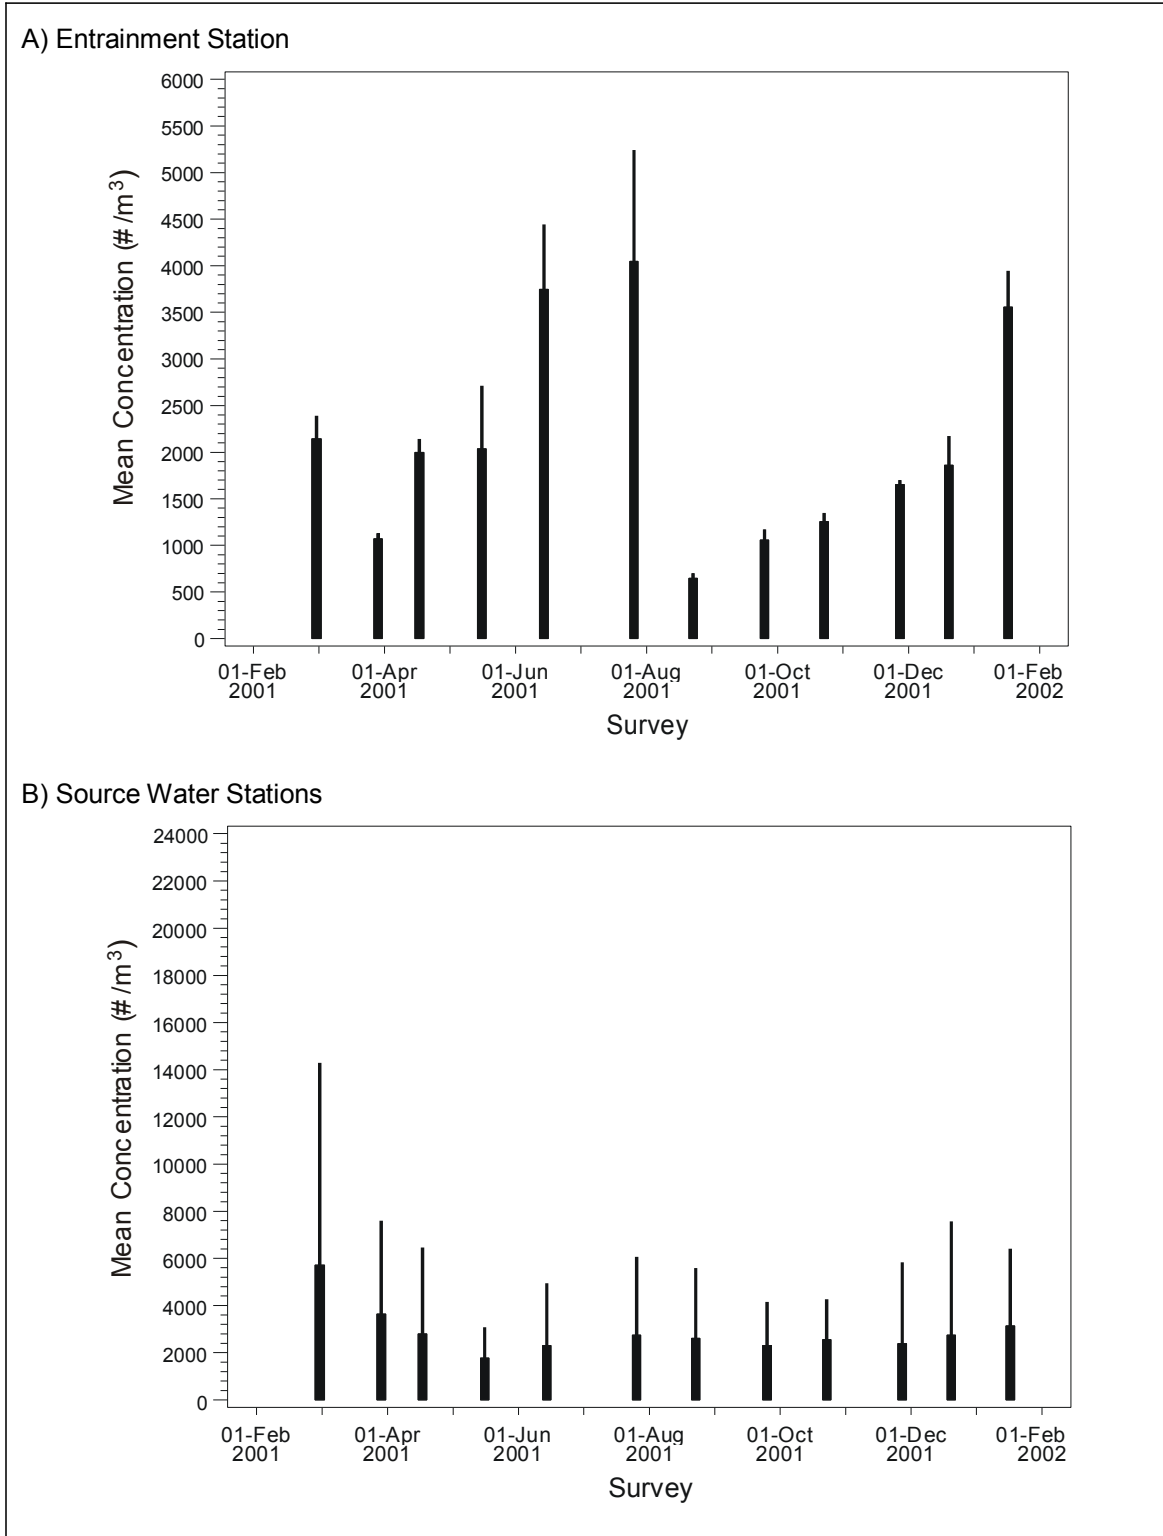 A) Entrainment Station
6000
5500
5000
4500
4000
3500
3000
2500
2000
1500
1000
500
0
Mean Concentration (#/m³)
01-Feb 01-Apr 01-Jun 01-Aug 01-Oct 01-Dec 01-Feb
2001 2001 2001 2001 2001 2001 2002
Survey
B) Source Water Stations
24000
22000
20000
18000
16000
14000
12000
10000
8000
6000
4000
2000
0
Mean Concentration (#/m³)
01-Feb 01-Apr 01-Jun 01-Aug 01-Oct 01-Dec 01-Feb
2001 2001 2001 2001 2001 2001 2002
Survey